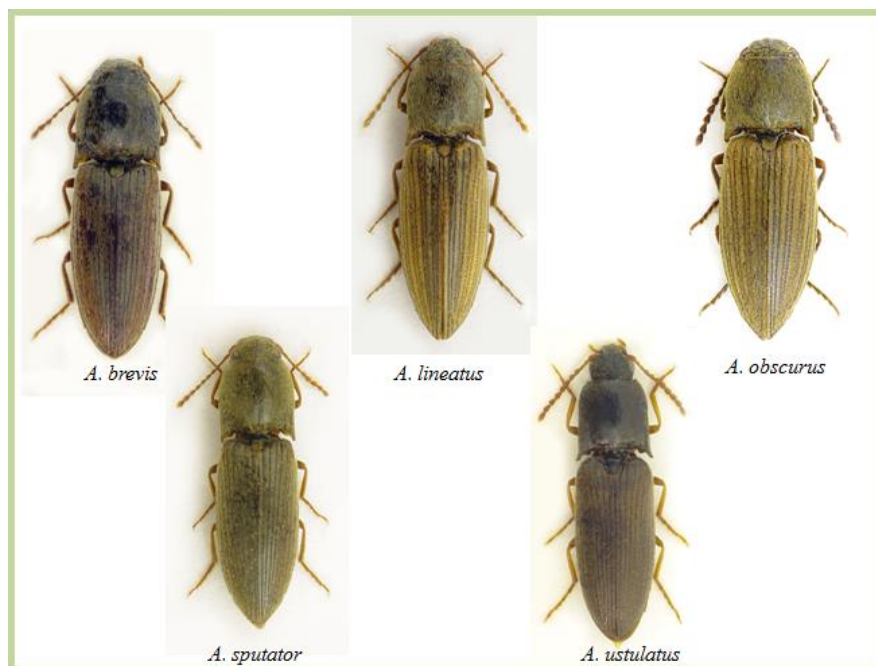 A. brevis
A. lineatus
A. obscurus
A. sputator
A. ustulatus